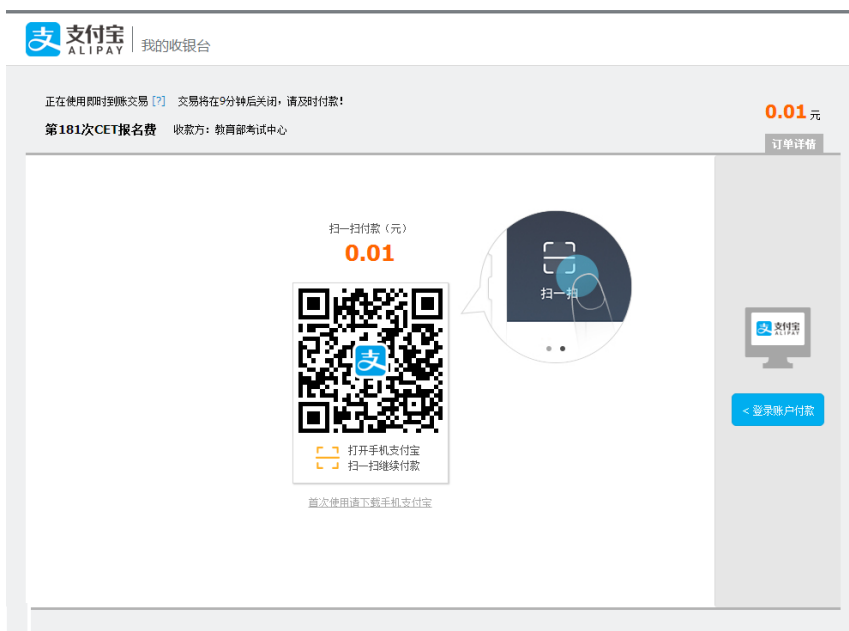 支付宝
ALIPAY
我的收银台
正在使用即时到账交易 [?] 交易将在9分钟后关闭，请及时付款！
第181次CET报名费 收款方：教育部考试中心
0.01 元
订单详情
扫一扫付款（元）
0.01
支
打开手机支付宝
扫一扫继续付款
首次使用请下载手机支付宝
扫一扫
支付宝
ALIPAY
< 登录账户付款